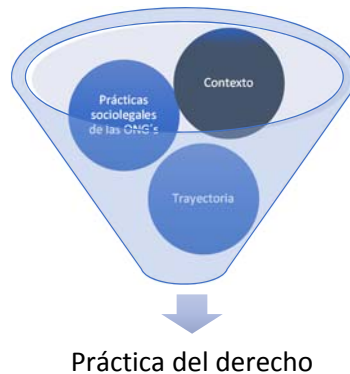 Contexto
Prácticas
sociolegales
de las ONG's
Trayectoria
Práctica del derecho